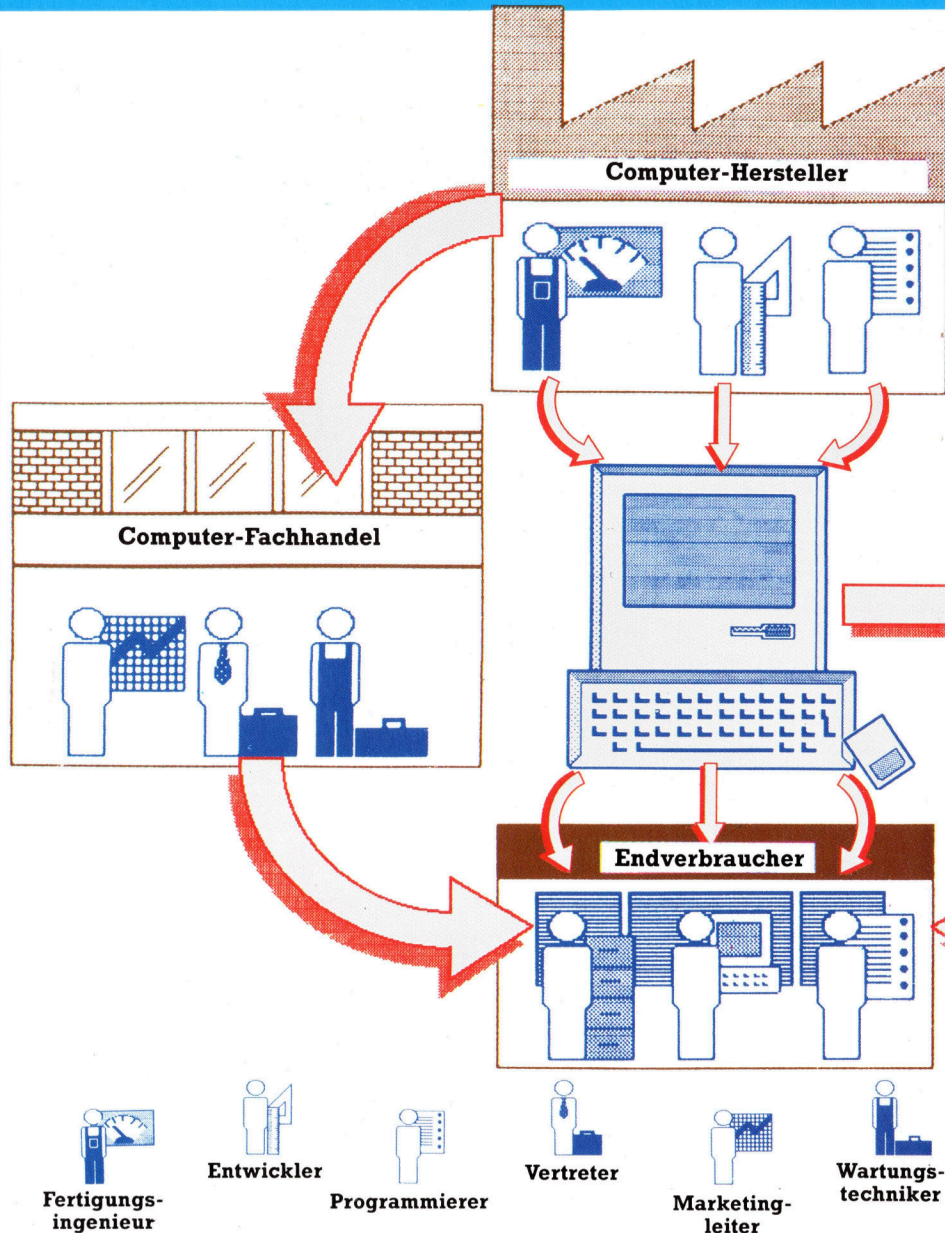 Computer-Hersteller
Computer-Fachhandel
Endverbraucher
Fertigungs-
ingenieur
Entwickler
Programmierer
Vertreter
Marketing-
leiter
Wartungs-
techniker